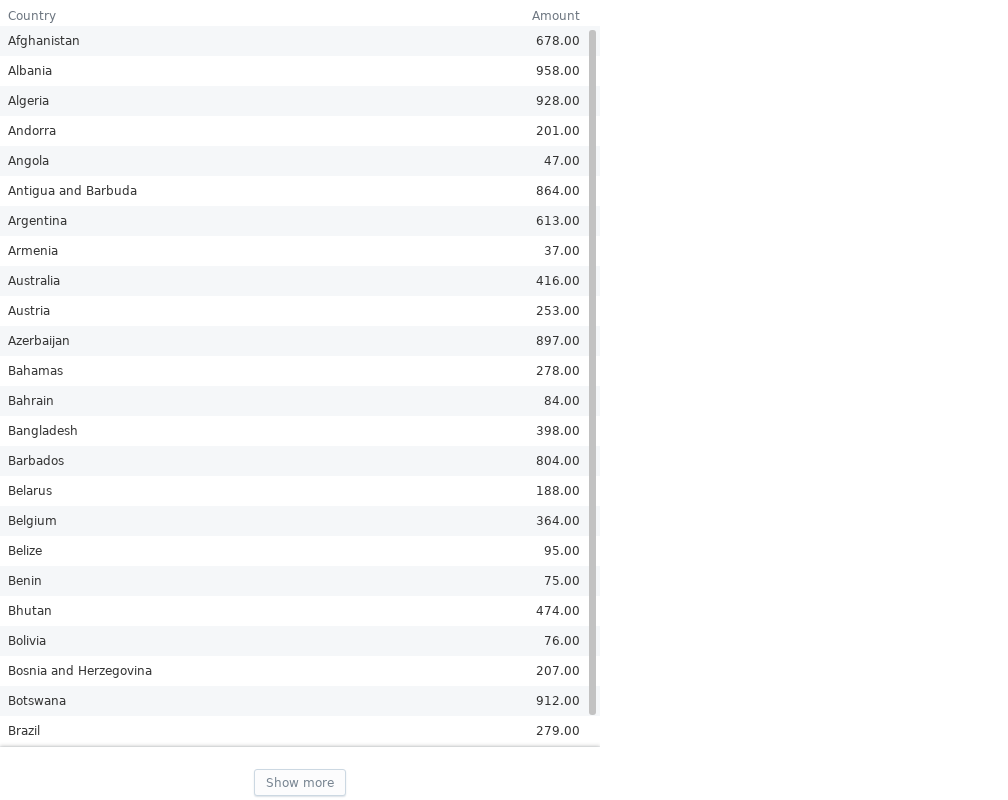 Country Amount
Afghanistan 678.00
Albania 958.00
Algeria 928.00
Andorra 201.00
Angola 47.00
Antigua and Barbuda 864.00
Argentina 613.00
Armenia 37.00
Australia 416.00
Austria 253.00
Azerbaijan 897.00
Bahamas 278.00
Bahrain 84.00
Bangladesh 398.00
Barbados 804.00
Belarus 188.00
Belgium 364.00
Belize 95.00
Benin 75.00
Bhutan 474.00
Bolivia 76.00
Bosnia and Herzegovina 207.00
Botswana 912.00
Brazil 279.00
Show more